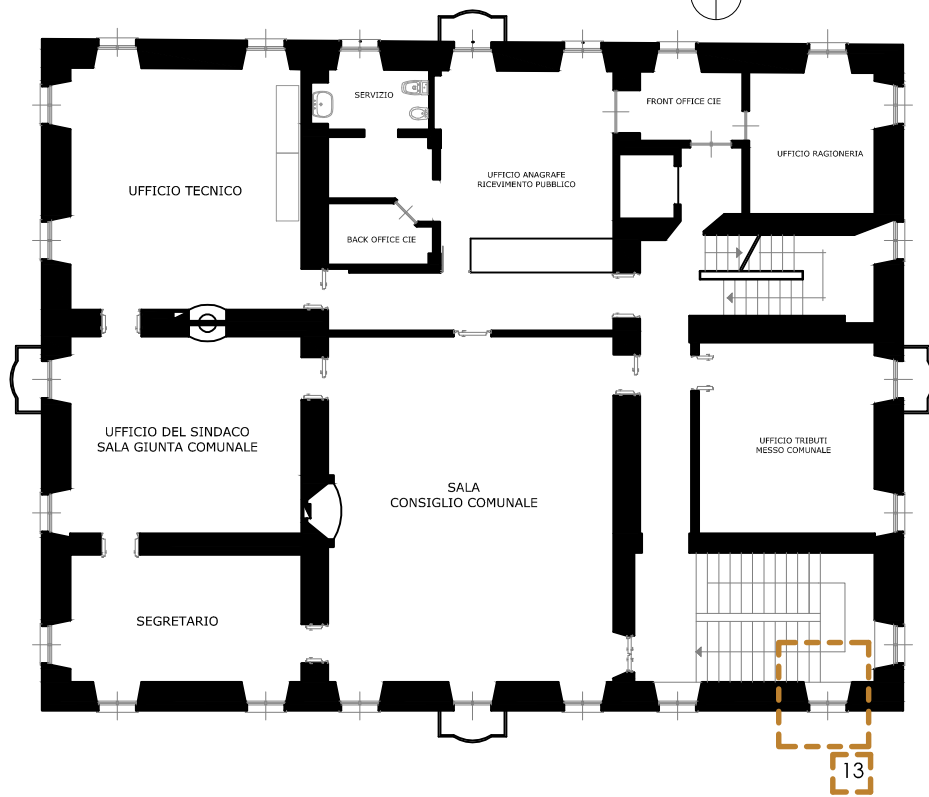 SERVIZIO
FRONT OFFICE CIE
UFFICIO RAGIONERIA
UFFICIO TECNICO
UFFICIO ANAGRAFE
RICEVIMENTO PUBBLICO
BACK OFFICE CIE
UFFICIO DEL SINDACO
SALA GIUNTA COMUNALE
UFFICIO TRIBUTI
MESSO COMUNALE
SALA
CONSIGLIO COMUNALE
SEGRETARIO
13